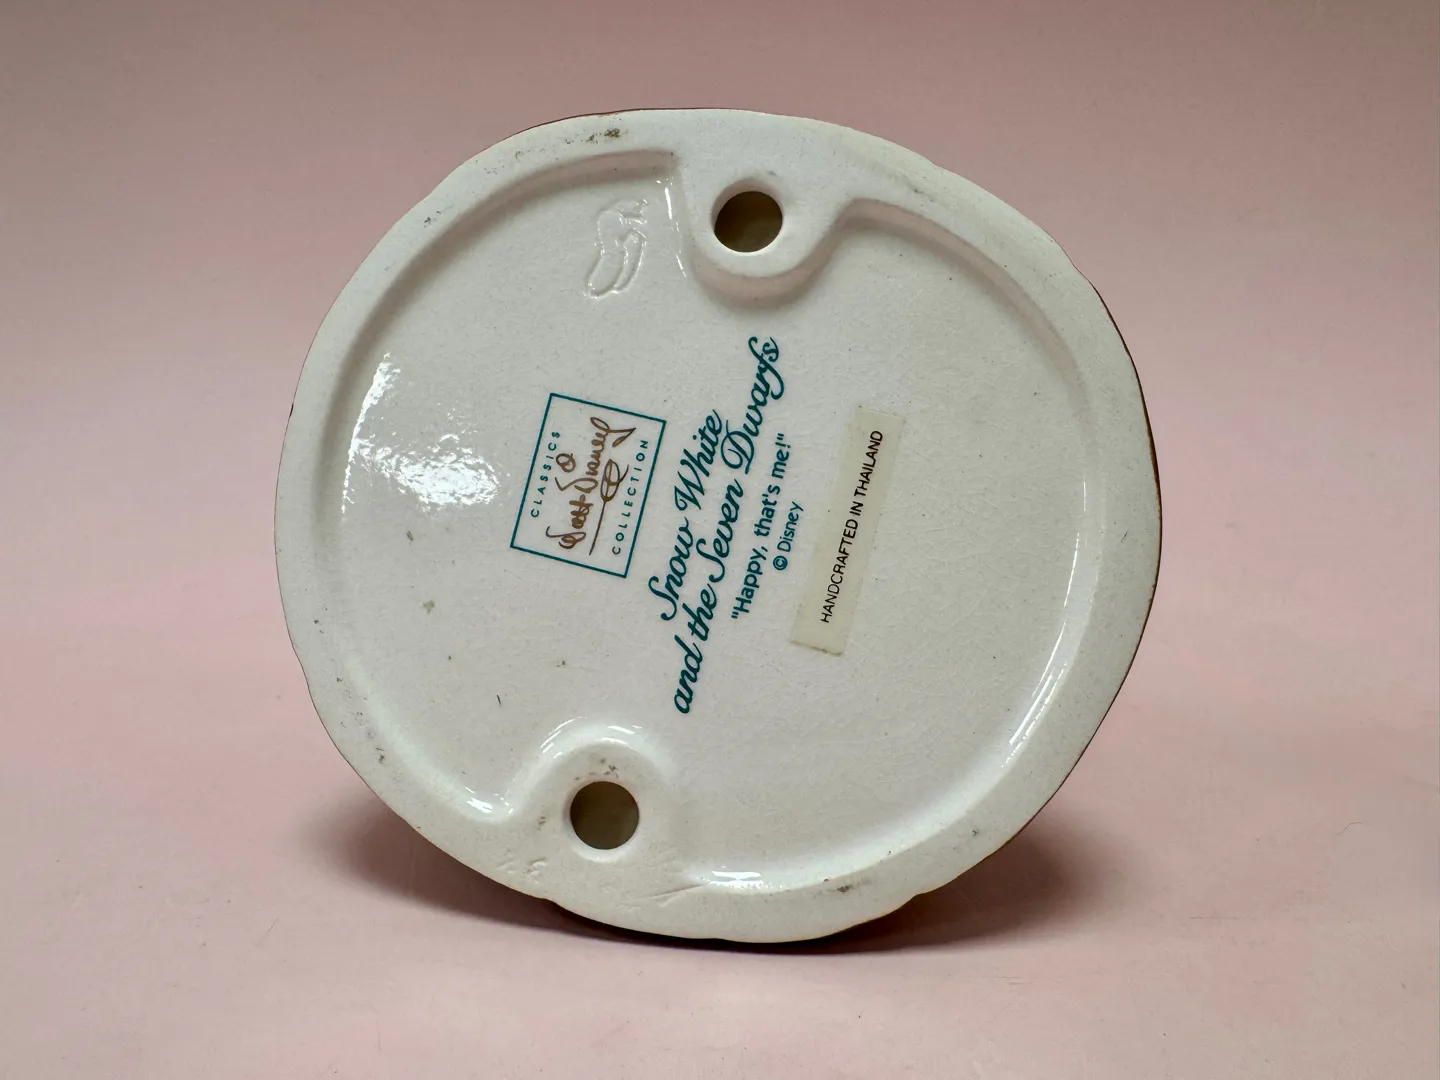 CLASSICS
Walt Disney
COLLECTION
Snow White
and the Seven Dwarfs
"Happy, that's me!"
© Disney
HANDCRAFTED IN THAILAND